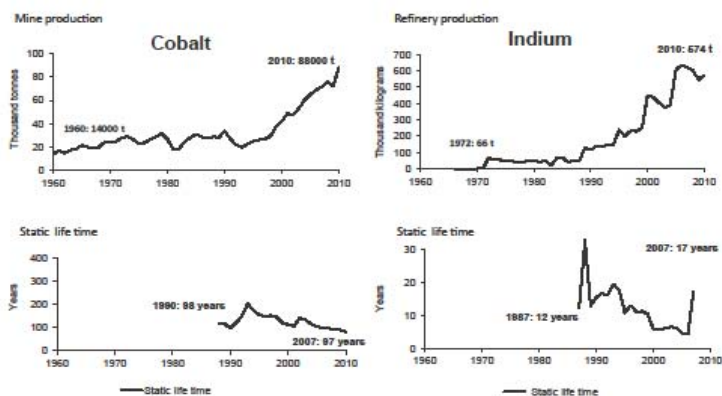 Mine production
Cobalt
2010: 88000 t
1960: 14000 t
Thousand tonnes
100
80
60
40
20
0
1960 1970 1980 1990 2000 2010
Refinery production
Indium
2010: 574 t
1972: 66 t
Thousand kilograms
700
600
500
400
300
200
100
0
1960 1970 1980 1990 2000 2010
Static life time
Years
400
300
200
100
0
1990: 98 years
2007: 97 years
1960 1970 1980 1990 2000 2010
Static life time
Static life time
Years
30
20
10
0
2007: 17 years
1987: 12 years
1960 1970 1980 1990 2000 2010
Static life time